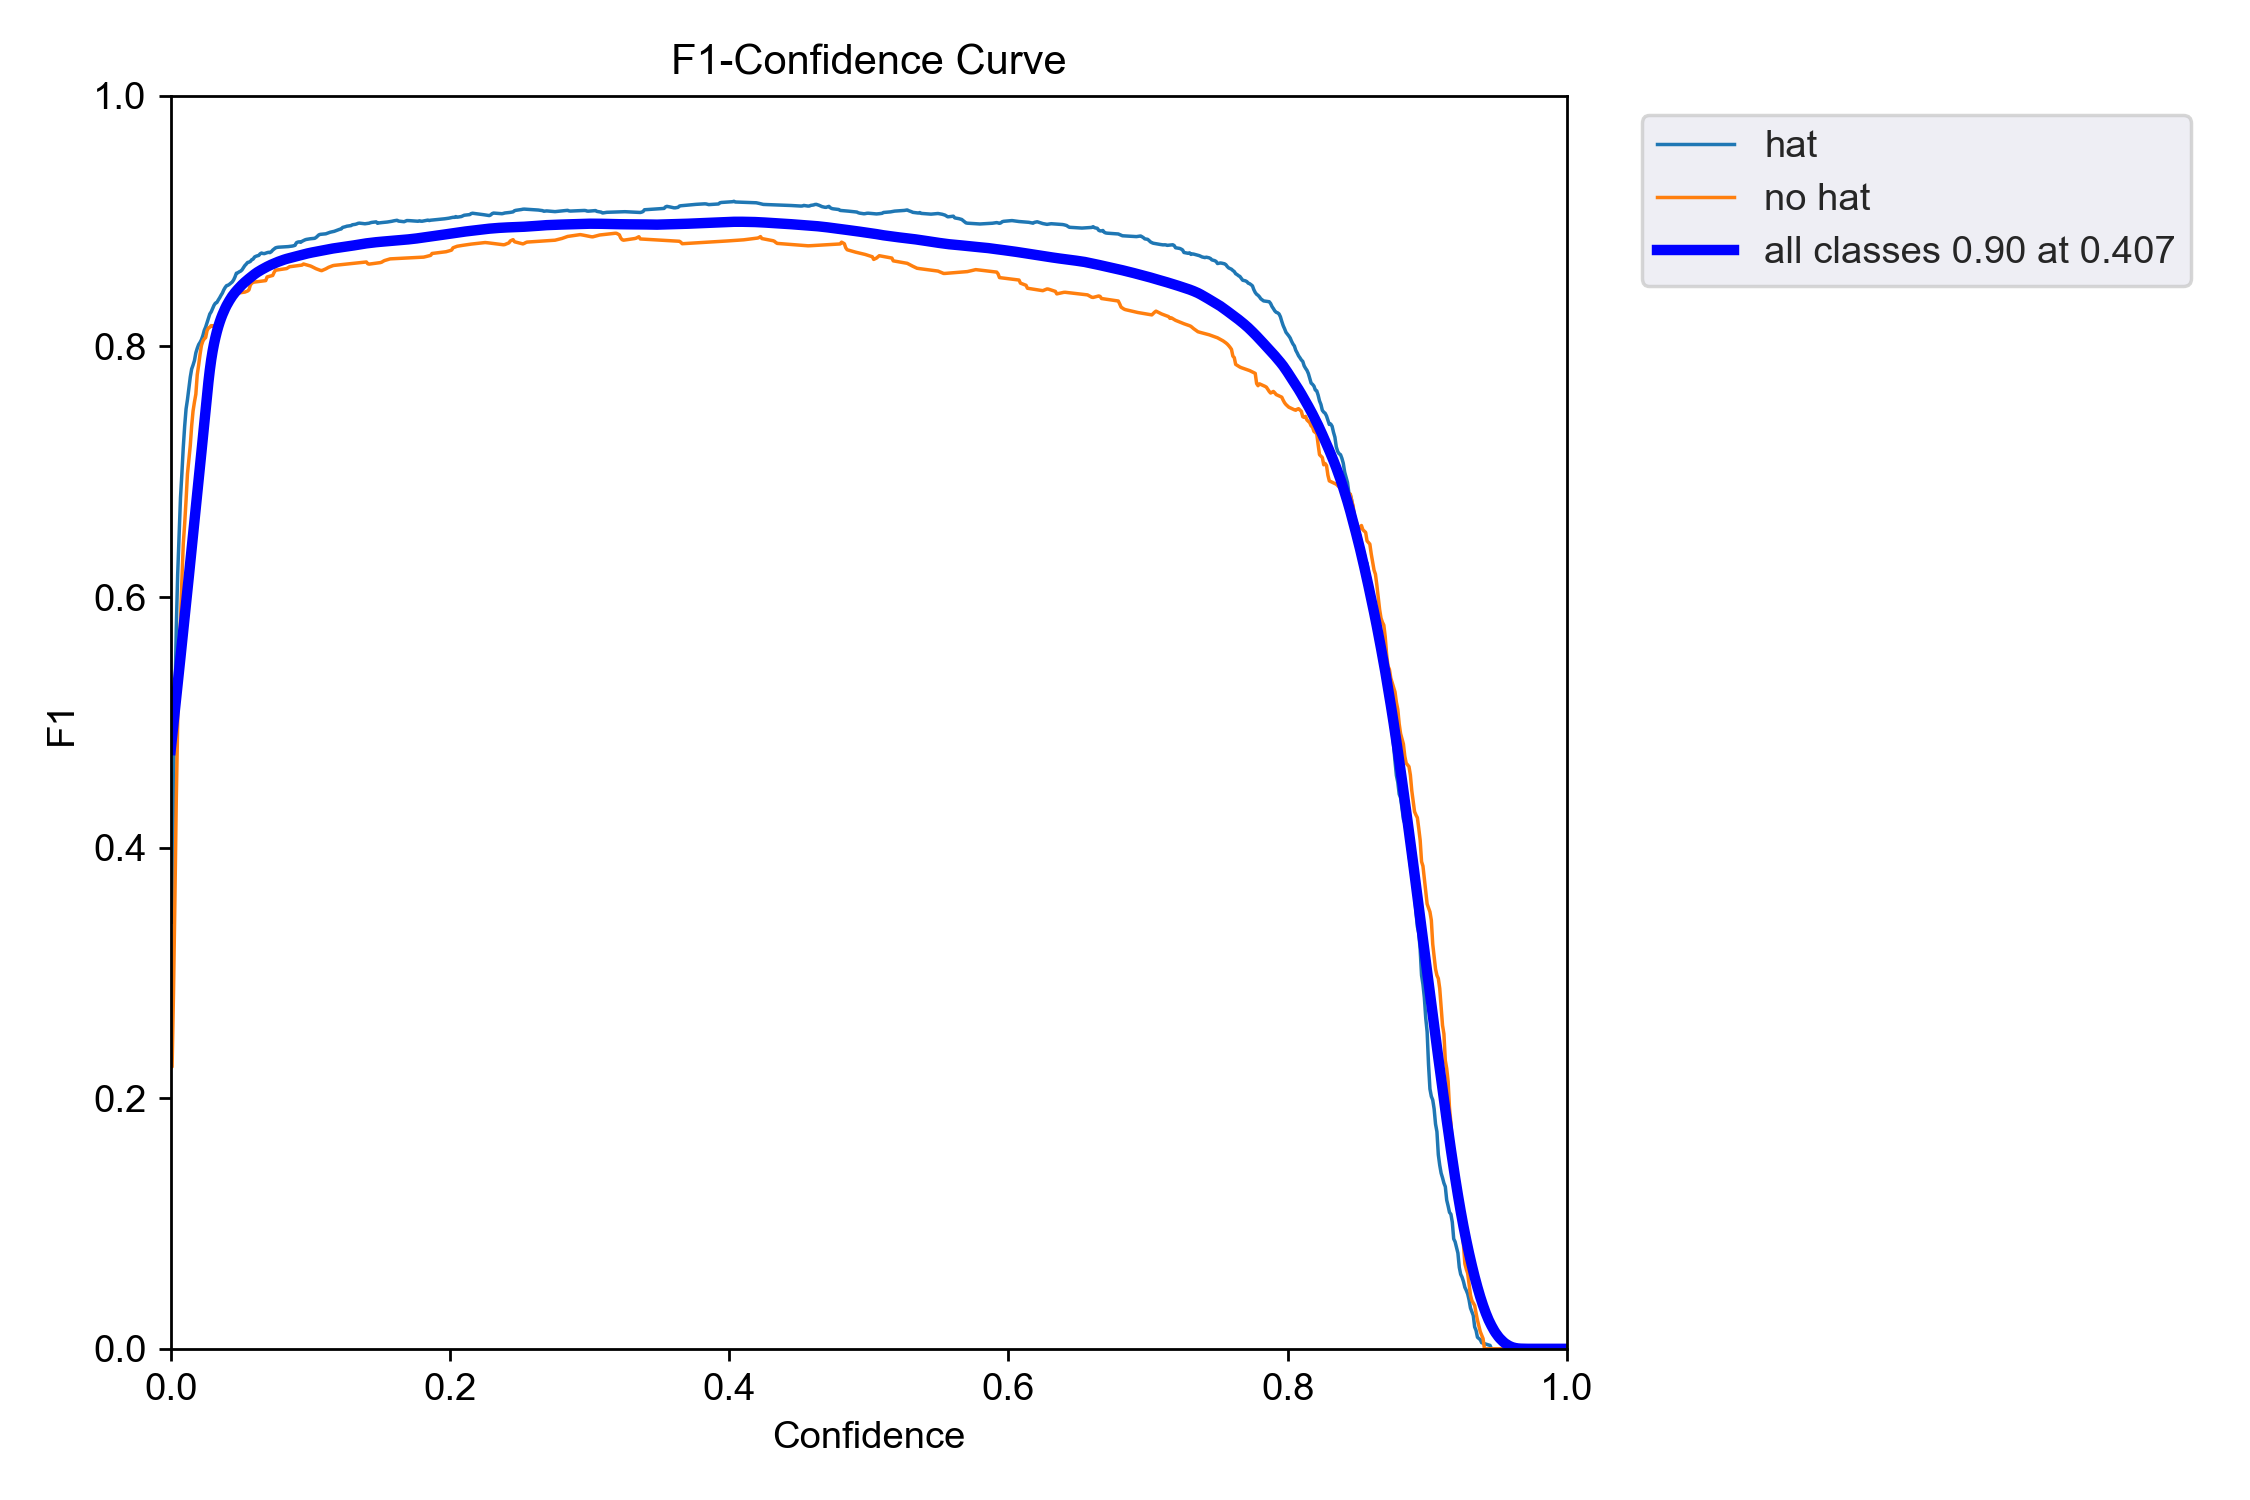 F1-Confidence Curve
1.0
0.8
0.6
0.4
0.2
0.0
F1
0.0 0.2 0.4 0.6 0.8 1.0
Confidence
hat
no hat
all classes 0.90 at 0.407